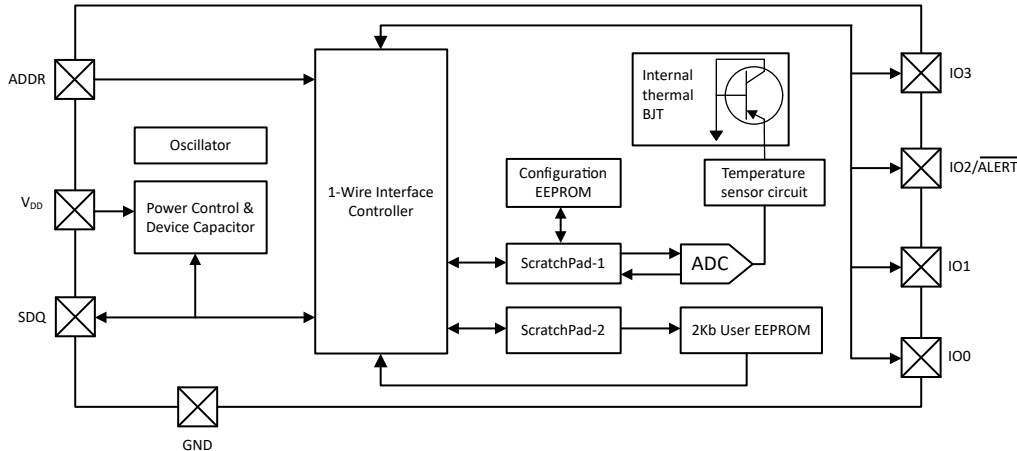 ADDR
V_DD
SDQ
GND
Oscillator
Power Control &
Device Capacitor
1-Wire Interface
Controller
Internal
thermal
BJT
Configuration
EEPROM
Temperature
sensor circuit
ScratchPad-1
ADC
ScratchPad-2
2Kb User EEPROM
IO3
IO2/ALERT
IO1
IO0